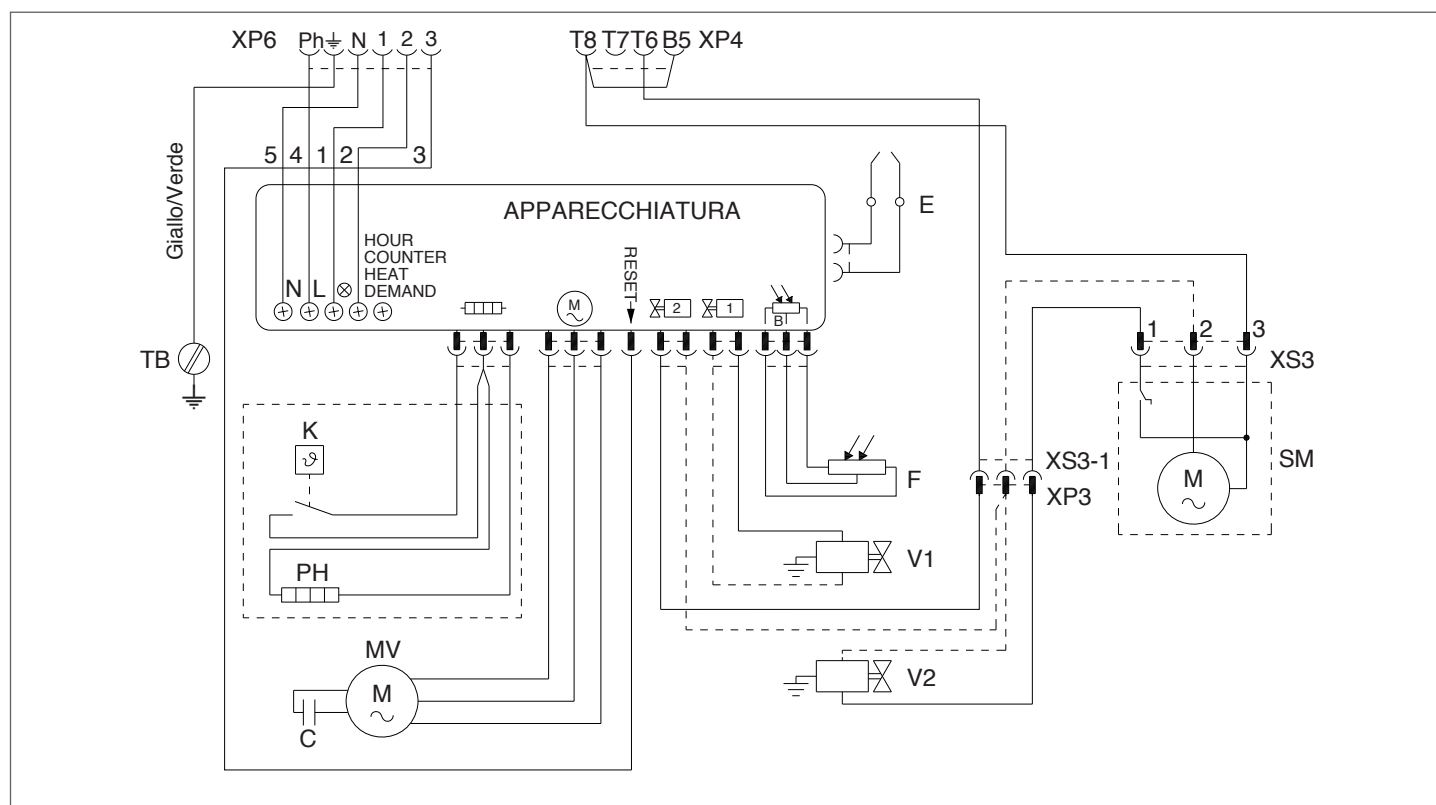 XP6 Ph N 1 2 3
T8 T7 T6 B5 XP4
Giallo/Verde
5 4 1 2 3
E
APPARECCHIATURA
HOUR
COUNTER
HEAT
DEMAND
RESET
N L
M
2
1
B
1 2 3
TB
XS3
K
ϑ
XS3-1
SM
F
M
XP3
V1
PH
MV
V2
M
C